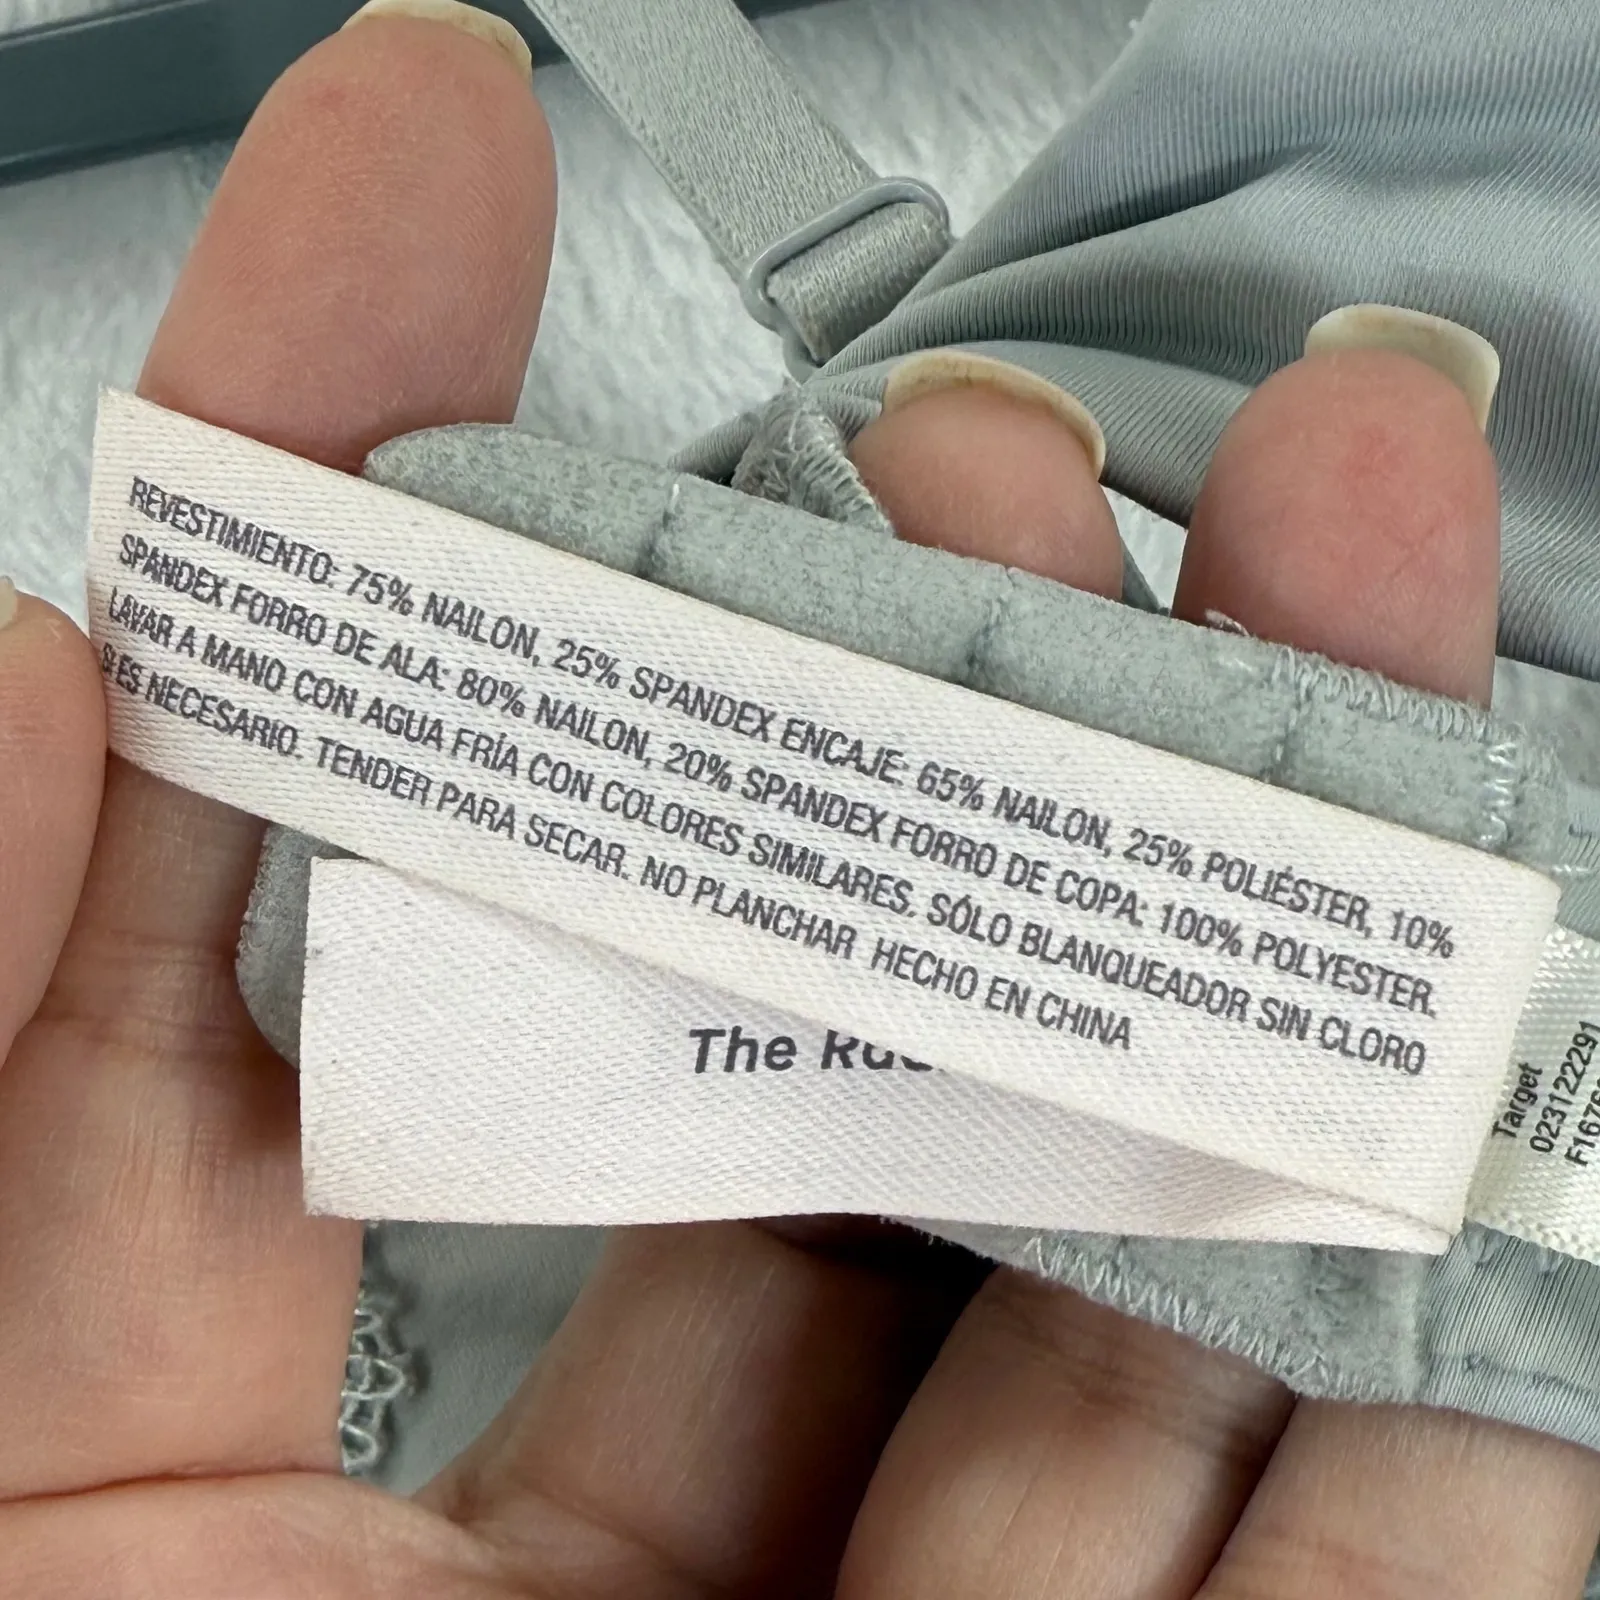 REVESTIMIENTO: 75% NAILON, 25% SPANDEX ENCAJE: 65% NAILON, 25% POLIÉSTER, 10%
SPANDEX FORRO DE ALA: 80% NAILON, 20% SPANDEX FORRO DE COPA: 100% POLYESTER.
LAVAR A MANO CON AGUA FRÍA CON COLORES SIMILARES. SÓLO BLANQUEADOR SIN CLORO
SI ES NECESARIO. TENDER PARA SECAR. NO PLANCHAR HECHO EN CHINA
The
Target
023122291